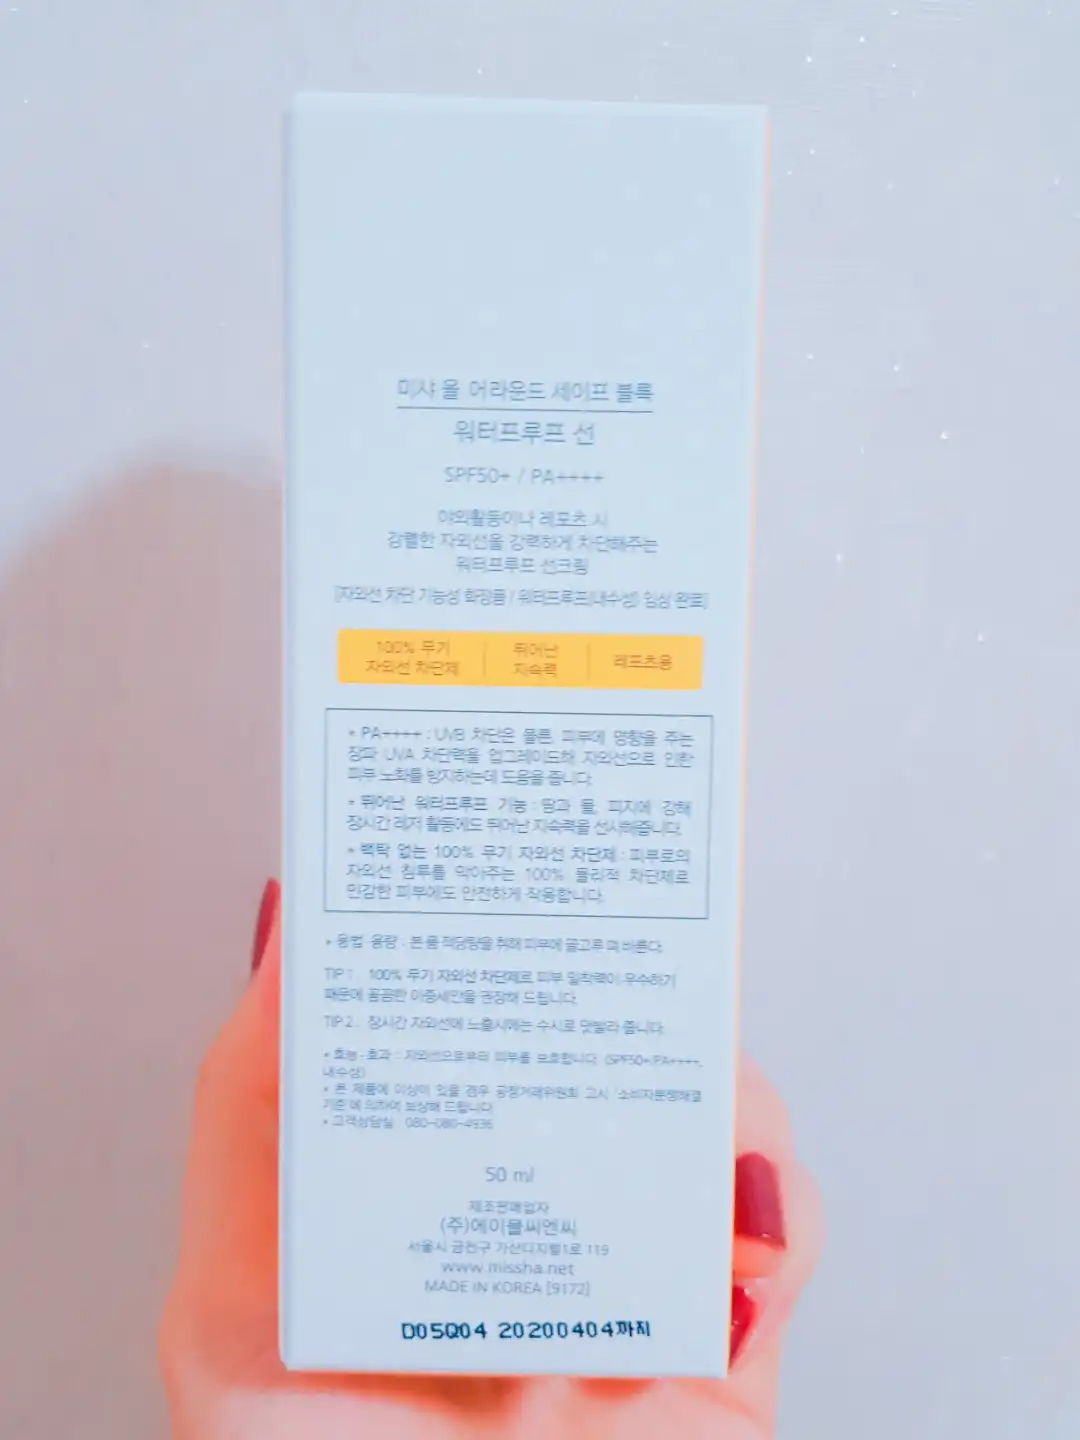 미샤 올 어라운드 세이프 블록
워터프루프 선
SPF50+ / PA++++
야외활동이나 레포츠 시
강렬한 자외선을 강력하게 차단해주는
워터프루프 선크림
[자외선 차단 기능성 화장품 / 워터프루프(내수성) 임상 완료]
100% 무기 뛰어난 레포츠용
자외선 차단제 지속력
* PA++++ : UVB 차단은 물론, 피부에 영향을 주는
장파 UVA 차단력을 업그레이드해 자외선으로 인한
피부 노화를 방지하는데 도움을 줍니다.
* 뛰어난 워터프루프 기능 : 땀과 물, 피지에 강해
장시간 레저 활동에도 뛰어난 지속력을 선사해줍니다.
* 백탁 없는 100% 무기 자외선 차단제 : 피부로의
자외선 침투를 막아주는 100% 물리적 차단제로
민감한 피부에도 안전하게 작용합니다.
* 용법·용량 : 본 품 적당량을 취해 피부에 골고루 펴 바른다.
TIP 1. 100% 무기 자외선 차단제로 피부 밀착력이 우수하기
때문에 꼼꼼한 이중세안을 권장해 드립니다.
TIP 2. 장시간 자외선에 노출시에는 수시로 덧발라 줍니다.
* 효능·효과 : 자외선으로부터 피부를 보호합니다. (SPF50+/PA++++,
내수성)
* 본 제품에 이상이 있을 경우 공정거래위원회 고시 '소비자분쟁해결
기준'에 의하여 보상해 드립니다.
* 고객상담실 080-080-4936
50 ml
제조판매업자
(주)에이블씨엔씨
서울시 금천구 가산디지털1로 119
www.missha.net
MADE IN KOREA [9172]
D05Q04 20200404까지